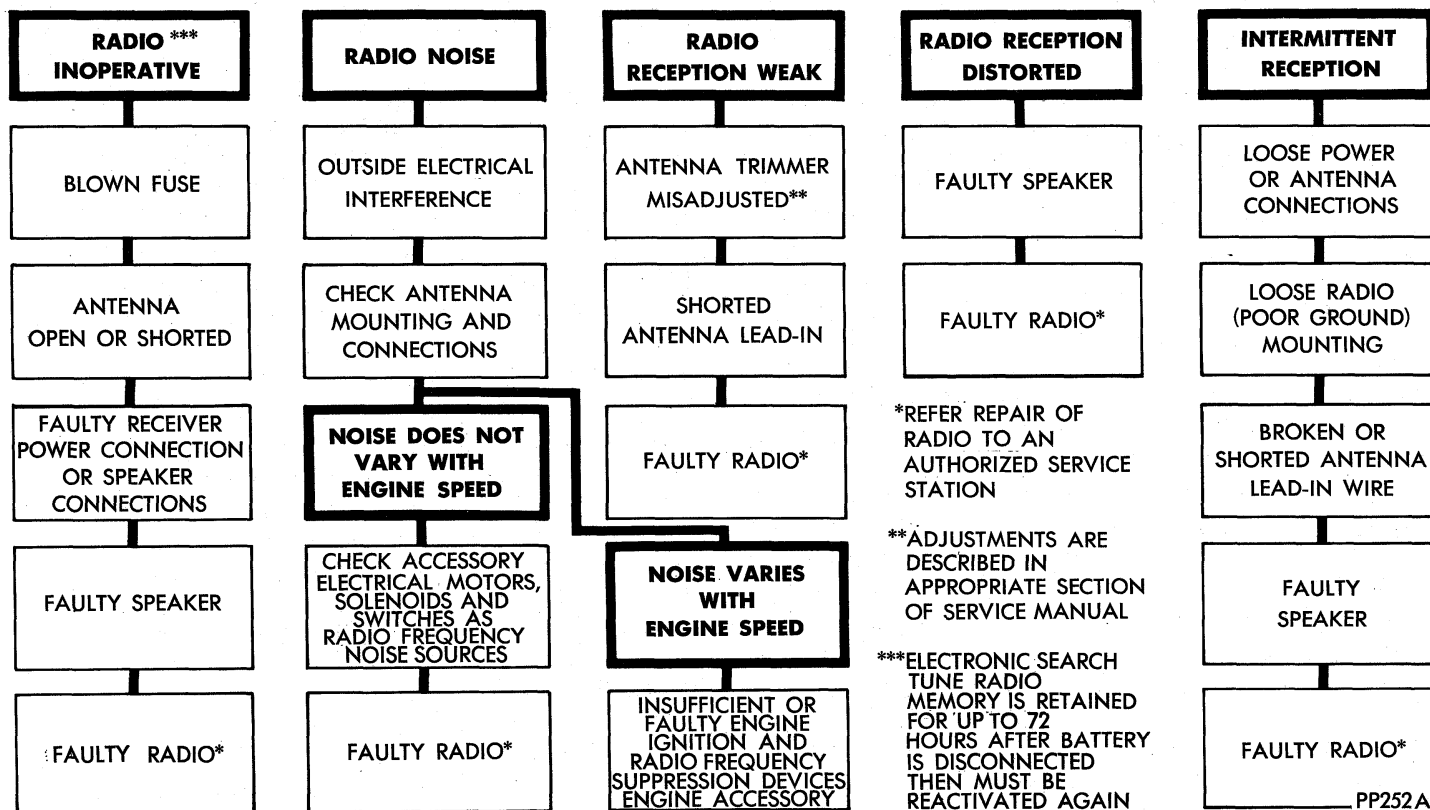 RADIO ***
INOPERATIVE
BLOWN FUSE
ANTENNA
OPEN OR SHORTED
FAULTY RECEIVER
POWER CONNECTION
OR SPEAKER
CONNECTIONS
FAULTY SPEAKER
FAULTY RADIO*
RADIO NOISE
OUTSIDE ELECTRICAL
INTERFERENCE
CHECK ANTENNA
MOUNTING AND
CONNECTIONS
NOISE DOES NOT
VARY WITH
ENGINE SPEED
CHECK ACCESSORY
ELECTRICAL MOTORS,
SOLENOIDS AND
SWITCHES AS
RADIO FREQUENCY
NOISE SOURCES
FAULTY RADIO*
RADIO
RECEPTION WEAK
ANTENNA TRIMMER
MISADJUSTED**
SHORTED
ANTENNA LEAD-IN
FAULTY RADIO*
NOISE VARIES
WITH
ENGINE SPEED
INSUFFICIENT OR
FAULTY ENGINE
IGNITION AND
RADIO FREQUENCY
SUPPRESSION DEVICES
ENGINE ACCESSORY
RADIO RECEPTION
DISTORTED
FAULTY SPEAKER
FAULTY RADIO*
*REFER REPAIR OF
RADIO TO AN
AUTHORIZED SERVICE
STATION
**ADJUSTMENTS ARE
DESCRIBED IN
APPROPRIATE SECTION
OF SERVICE MANUAL
***ELECTRONIC SEARCH
TUNE RADIO
MEMORY IS RETAINED
FOR UP TO 72
HOURS AFTER BATTERY
IS DISCONNECTED
THEN MUST BE
REACTIVATED AGAIN
INTERMITTENT
RECEPTION
LOOSE POWER
OR ANTENNA
CONNECTIONS
LOOSE RADIO
(POOR GROUND)
MOUNTING
BROKEN OR
SHORTED ANTENNA
LEAD-IN WIRE
FAULTY
SPEAKER
FAULTY RADIO*
PP252A